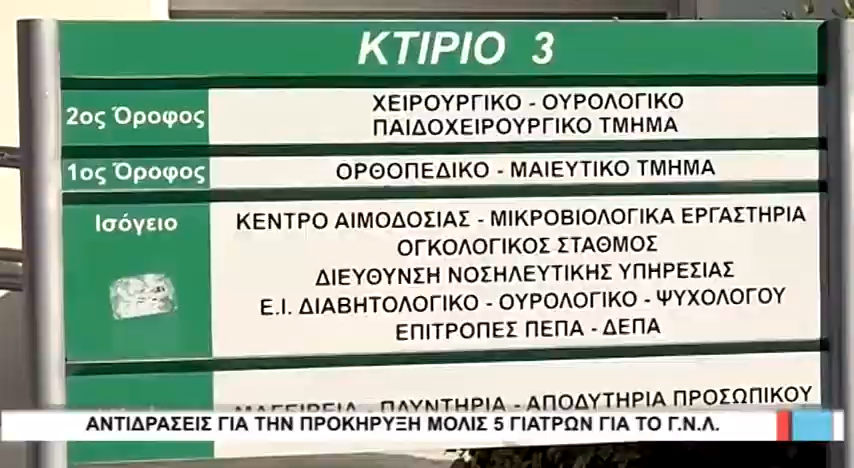 ΚΤΙΡΙΟ 3
2ος Όροφος
ΧΕΙΡΟΥΡΓΙΚΟ - ΟΥΡΟΛΟΓΙΚΟ
ΠΑΙΔΟΧΕΙΡΟΥΡΓΙΚΟ ΤΜΗΜΑ
1ος Όροφος
ΟΡΘΟΠΕΔΙΚΟ - ΜΑΙΕΥΤΙΚΟ ΤΜΗΜΑ
Ισόγειο
ΚΕΝΤΡΟ ΑΙΜΟΔΟΣΙΑΣ - ΜΙΚΡΟΒΙΟΛΟΓΙΚΑ ΕΡΓΑΣΤΗΡΙΑ
ΟΓΚΟΛΟΓΙΚΟΣ ΣΤΑΘΜΟΣ
ΔΙΕΥΘΥΝΣΗ ΝΟΣΗΛΕΥΤΙΚΗΣ ΥΠΗΡΕΣΙΑΣ
Ε.Ι. ΔΙΑΒΗΤΟΛΟΓΙΚΟ - ΟΥΡΟΛΟΓΙΚΟ - ΨΥΧΟΛΟΓΟΥ
ΕΠΙΤΡΟΠΕΣ ΠΕΠΑ - ΔΕΠΑ
ΜΑΓΕΙΡΕΙΑ - ΠΛΥΝΤΗΡΙΑ - ΑΠΟΔΥΤΗΡΙΑ ΠΡΟΣΩΠΙΚΟΥ
ΑΝΤΙΔΡΑΣΕΙΣ ΓΙΑ ΤΗΝ ΠΡΟΚΗΡΥΞΗ ΜΟΛΙΣ 5 ΓΙΑΤΡΩΝ ΓΙΑ ΤΟ Γ.Ν.Λ.